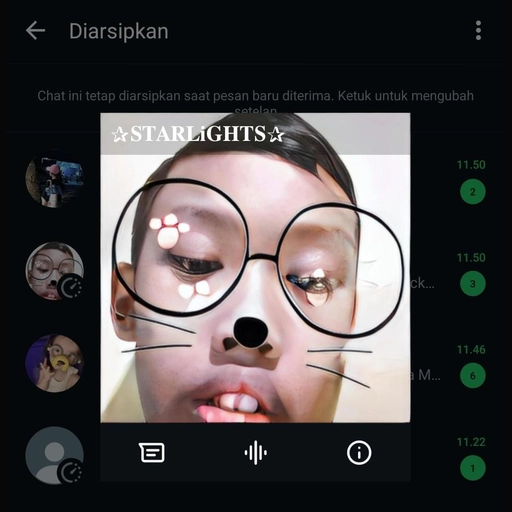 Diarsipkan
Chat ini tetap diarsipkan saat pesan baru diterima. Ketuk untuk mengubah
setelan
✰STARLiGHTS✰
11.50
2
11.50
ck...
3
11.46
a M...
6
11.22
1